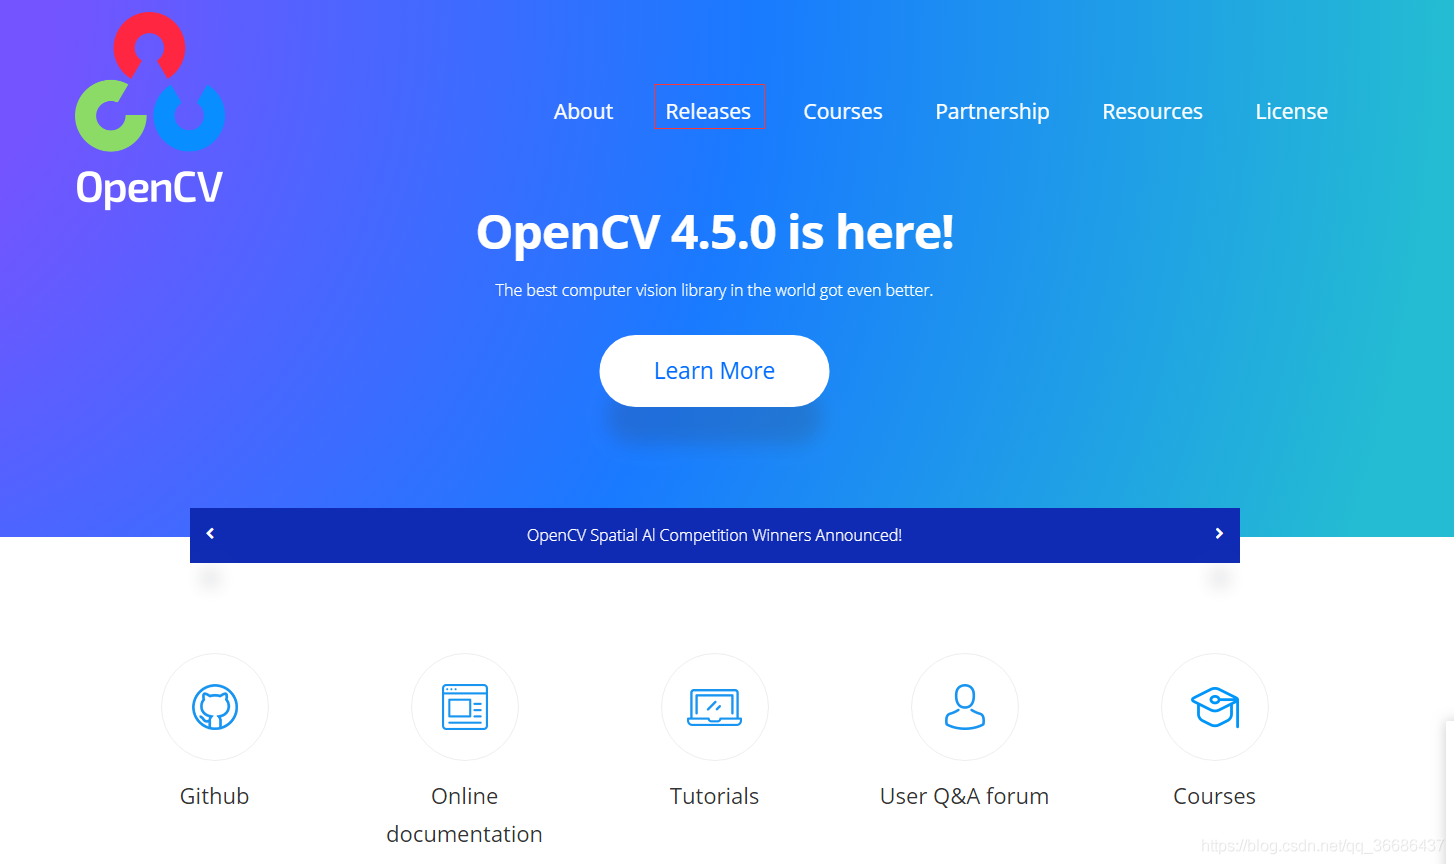 OpenCV
About
Releases
Courses
Partnership
Resources
License
OpenCV 4.5.0 is here!
The best computer vision library in the world got even better.
Learn More
OpenCV Spatial AI Competition Winners Announced!
Github
Online
documentation
Tutorials
User Q&A forum
Courses
https://blog.csdn.net/qq_36686437